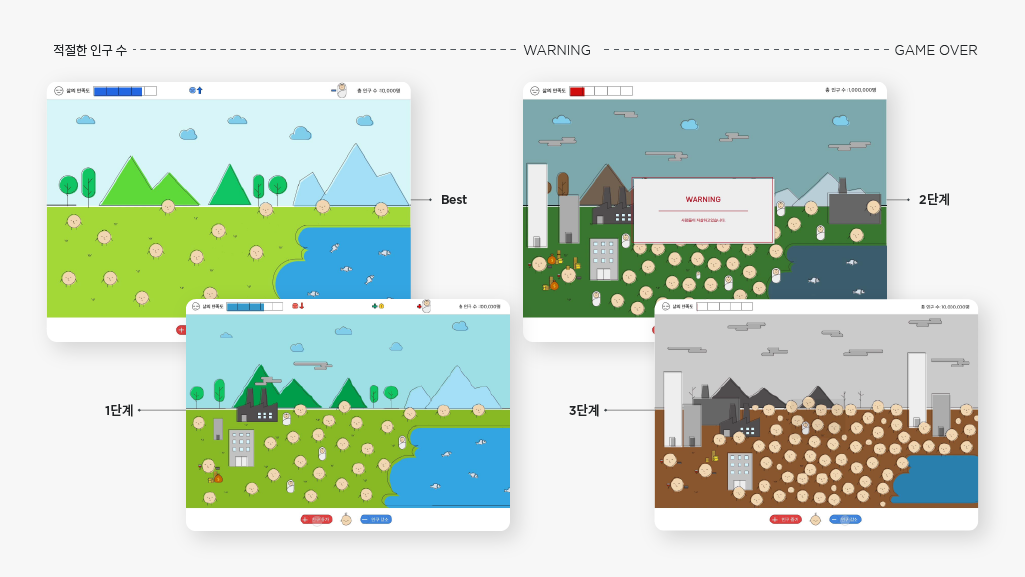 적절한 인구 수
WARNING
GAME OVER
삶의 만족도
총 인구 수 :10,000명
삶의 만족도
총 인구 수 :1,000,000명
Best
2단계
WARNING
삶의 만족도
총 인구 수 :100,000명
삶의 만족도
총 인구 수 :10,000,000명
1단계
3단계
인구 증가
인구 감소
인구 증가
인구 감소